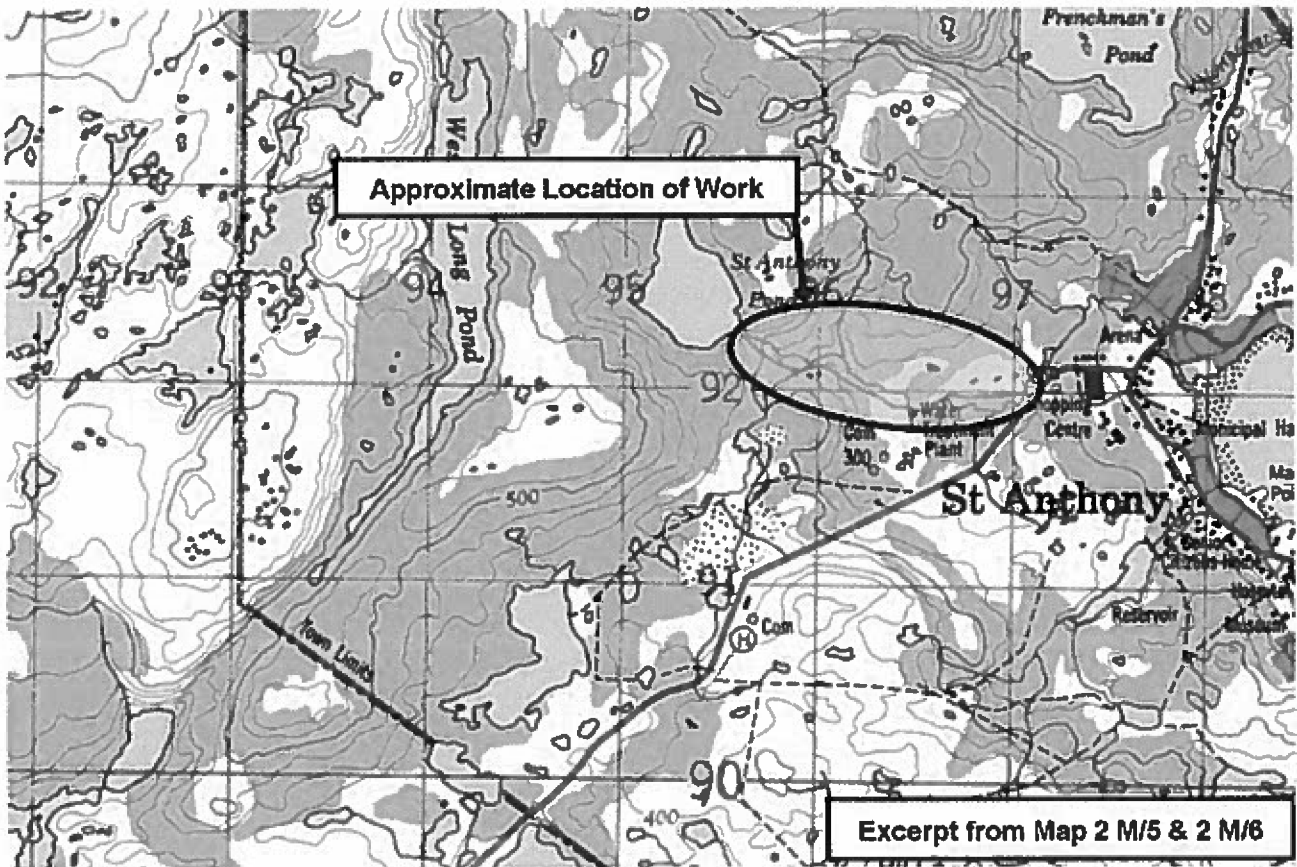 Frenchman's
Pond
West
Long
Pond
Approximate Location of Work
St Anthony
Pond
92
93
94
95
96
97
Arena
92
Shopping
Centre
Water
Treatment
Plant
Com
300
Municipal
500
St Anthony
Reservoir
Hospital
Museum
Town Limits
H
Com
90
400
Excerpt from Map 2 M/5 & 2 M/6